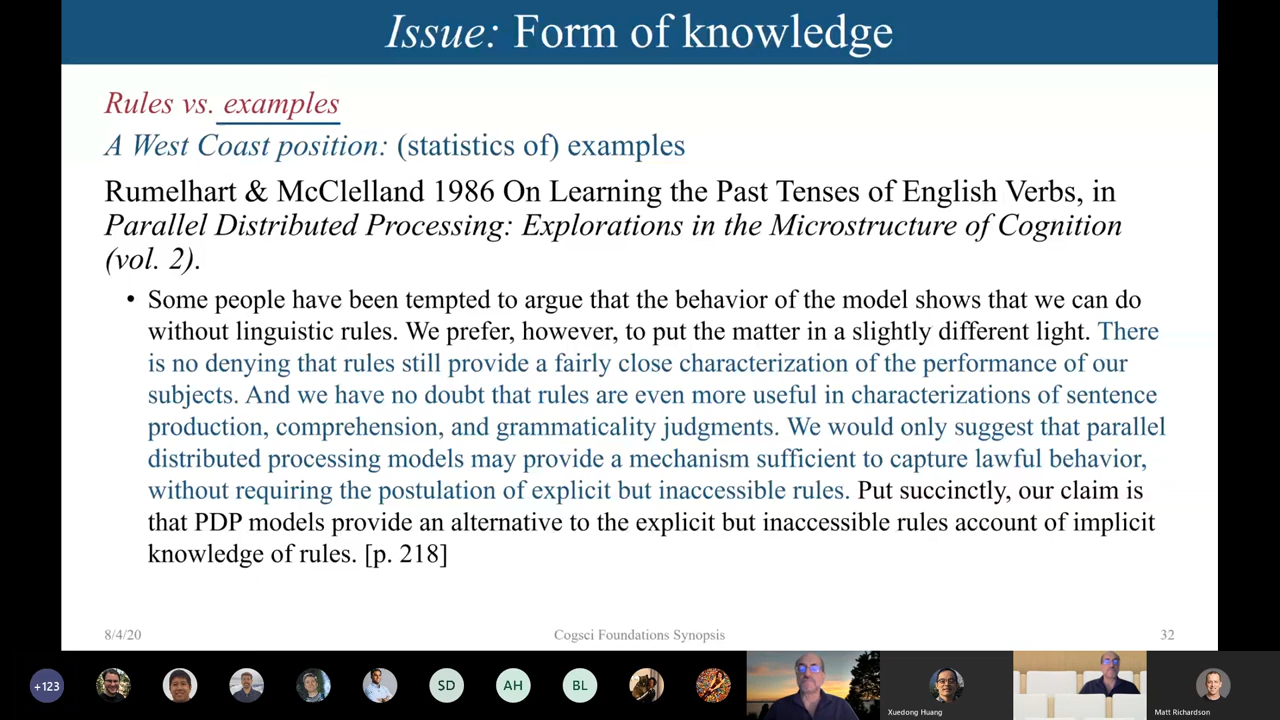 Issue: Form of knowledge
Rules vs. examples
A West Coast position: (statistics of) examples
Rumelhart & McClelland 1986 On Learning the Past Tenses of English Verbs, in
Parallel Distributed Processing: Explorations in the Microstructure of Cognition
(vol. 2).
• Some people have been tempted to argue that the behavior of the model shows that we can do
without linguistic rules. We prefer, however, to put the matter in a slightly different light. There
is no denying that rules still provide a fairly close characterization of the performance of our
subjects. And we have no doubt that rules are even more useful in characterizations of sentence
production, comprehension, and grammaticality judgments. We would only suggest that parallel
distributed processing models may provide a mechanism sufficient to capture lawful behavior,
without requiring the postulation of explicit but inaccessible rules. Put succinctly, our claim is
that PDP models provide an alternative to the explicit but inaccessible rules account of implicit
knowledge of rules. [p. 218]
8/4/20 Cogsci Foundations Synopsis 32
+123 SD AH BL
Xuedong Huang Matt Richardson